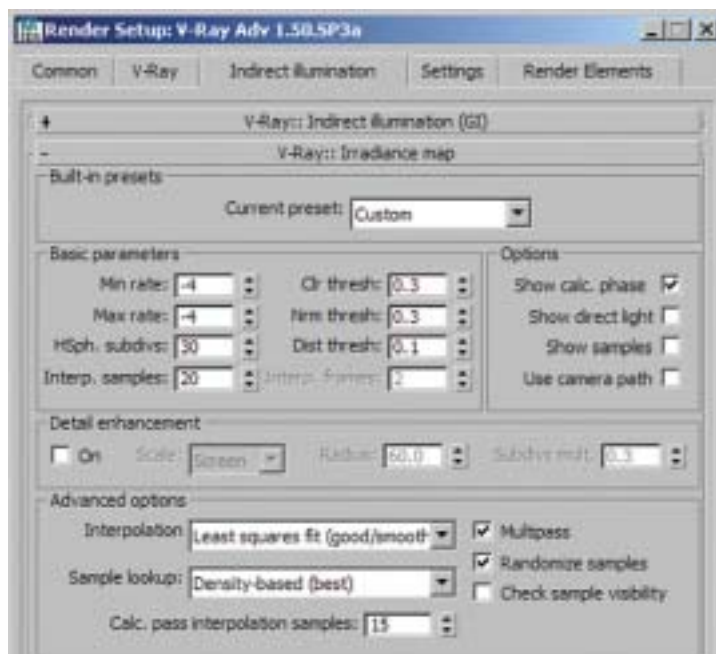 Render Setup: V-Ray Adv 1.50.SP3a
Common V-Ray Indirect illumination Settings Render Elements
+ V-Ray:: Indirect illumination (GI)
- V-Ray:: Irradiance map
Built-in presets
Current preset: Custom
Basic parameters
Min rate: -4 Clr thresh: 0.3
Max rate: -4 Nrm thresh: 0.3
HSph. subdivs: 30 Dist thresh: 0.1
Interp. samples: 20 Interp. frames: 2
Options
Show calc. phase
Show direct light
Show samples
Use camera path
Detail enhancement
On Scale: Screen Radius: 60.0 Subdivs mult. 0.3
Advanced options
Interpolation Least squares fit (good/smooth
Sample lookup: Density-based (best)
Calc. pass interpolation samples: 15
Multipass
Randomize samples
Check sample visibility